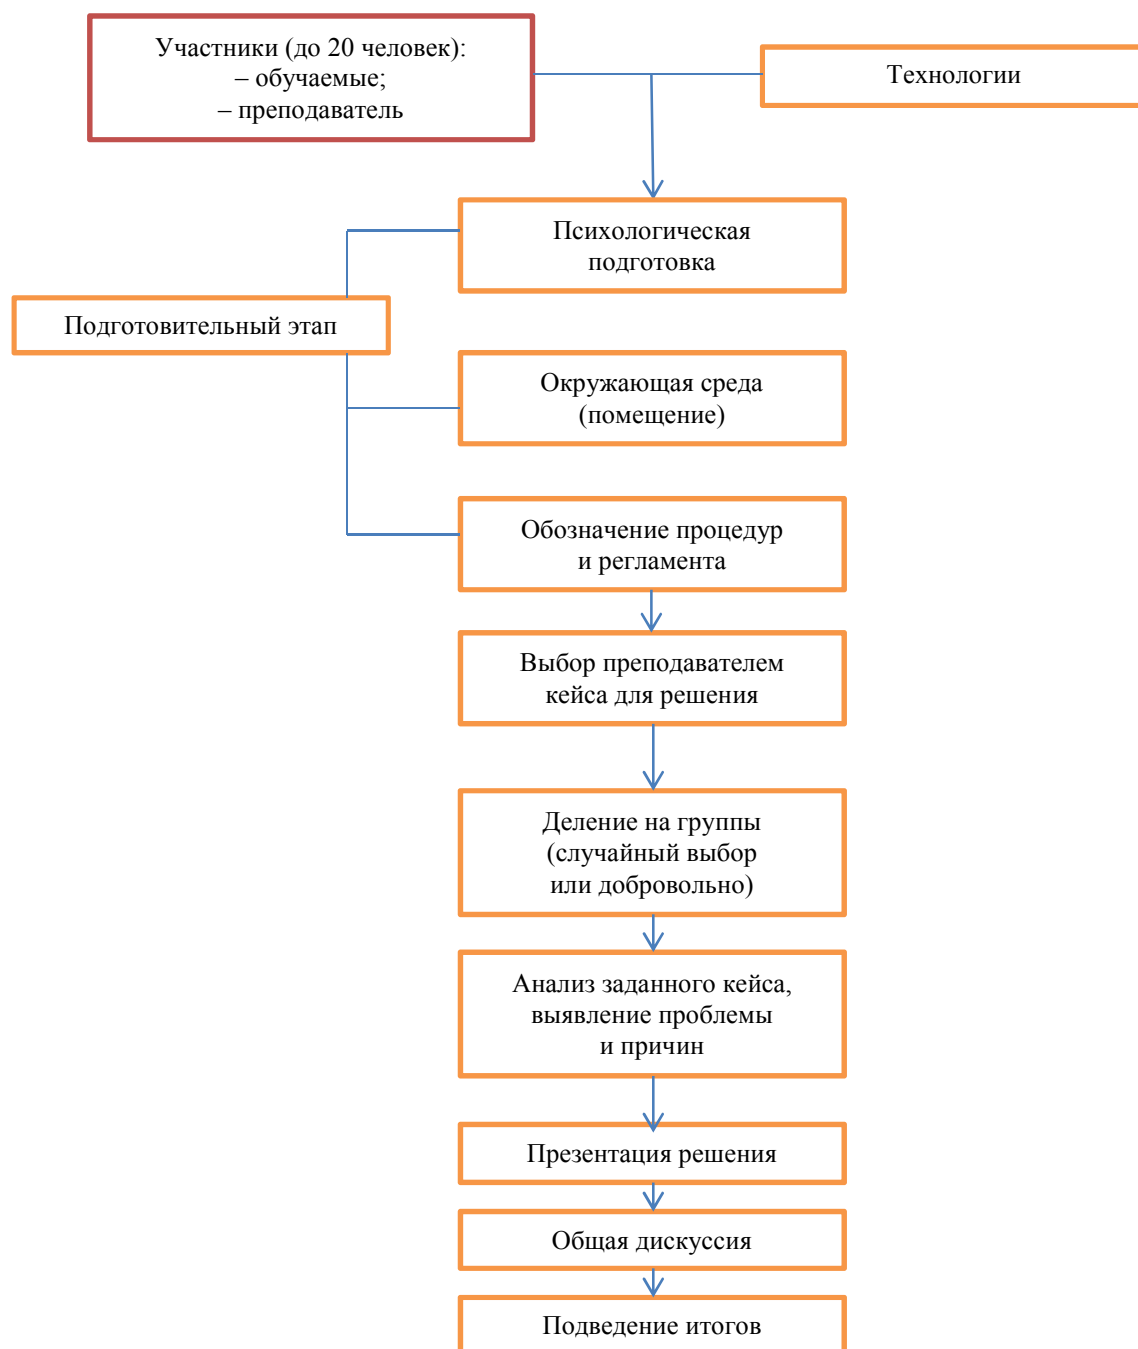 Участники (до 20 человек):
– обучаемые;
– преподаватель
Технологии
Психологическая
подготовка
Подготовительный этап
Окружающая среда
(помещение)
Обозначение процедур
и регламента
Выбор преподавателем
кейса для решения
Деление на группы
(случайный выбор
или добровольно)
Анализ заданного кейса,
выявление проблемы
и причин
Презентация решения
Общая дискуссия
Подведение итогов